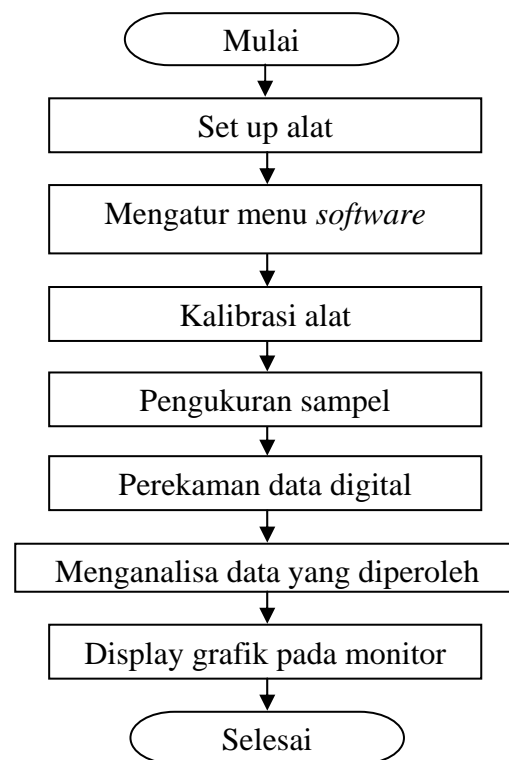 Mulai
Set up alat
Mengatur menu software
Kalibrasi alat
Pengukuran sampel
Perekaman data digital
Menganalisa data yang diperoleh
Display grafik pada monitor
Selesai